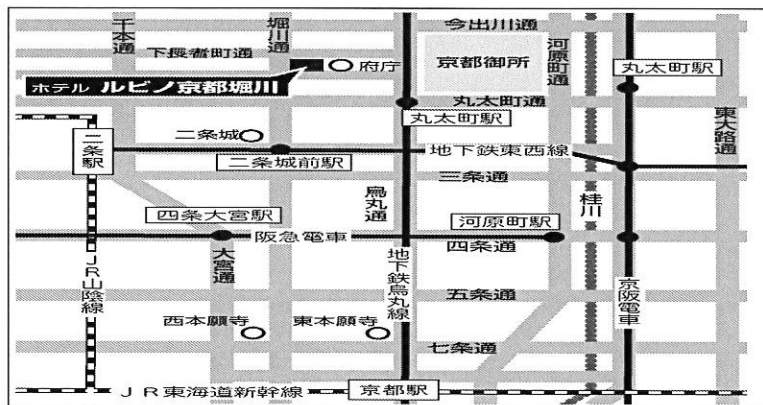 千本通
堀川通
今出川通
河原町通
下長者町通
府庁
京都御所
丸太町駅
ホテル ルビノ京都堀川
丸太町通
東大路通
丸太町駅
二条城
二条駅
二条城前駅
地下鉄東西線
三条通
烏丸通
桂川
四条大宮駅
河原町駅
阪急電車
四条通
大宮通
地下鉄烏丸線
JR山陰線
京阪電車
五条通
西本願寺
東本願寺
七条通
JR東海道新幹線
京都駅